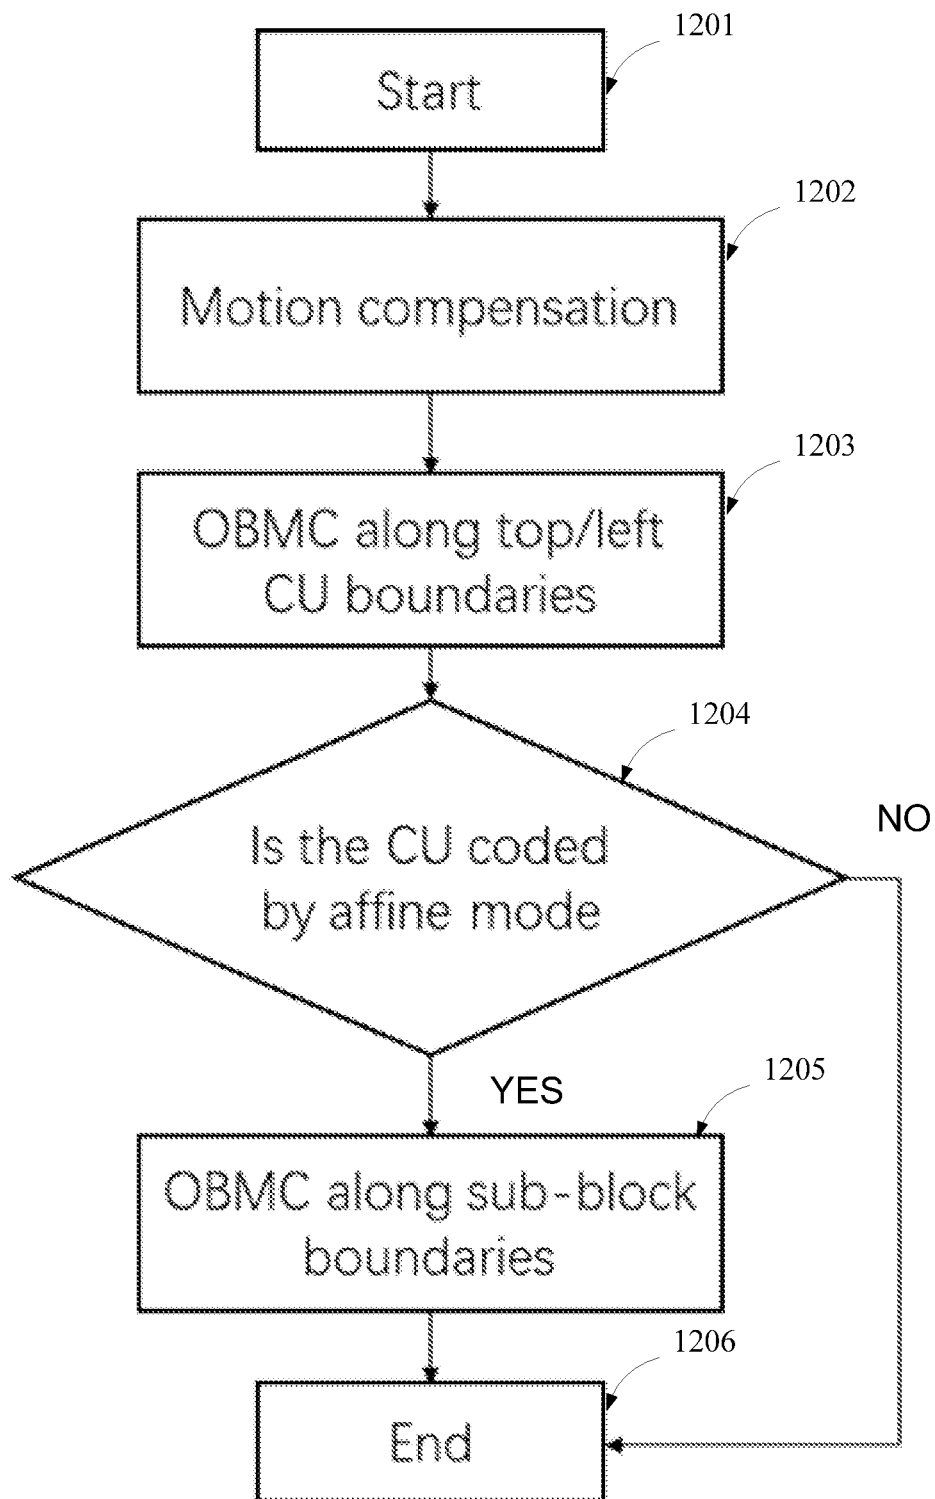 1201
Start
1202
Motion compensation
1203
OBMC along top/left
CU boundaries
1204
NO
Is the CU coded
by affine mode
YES
1205
OBMC along sub-block
boundaries
1206
End